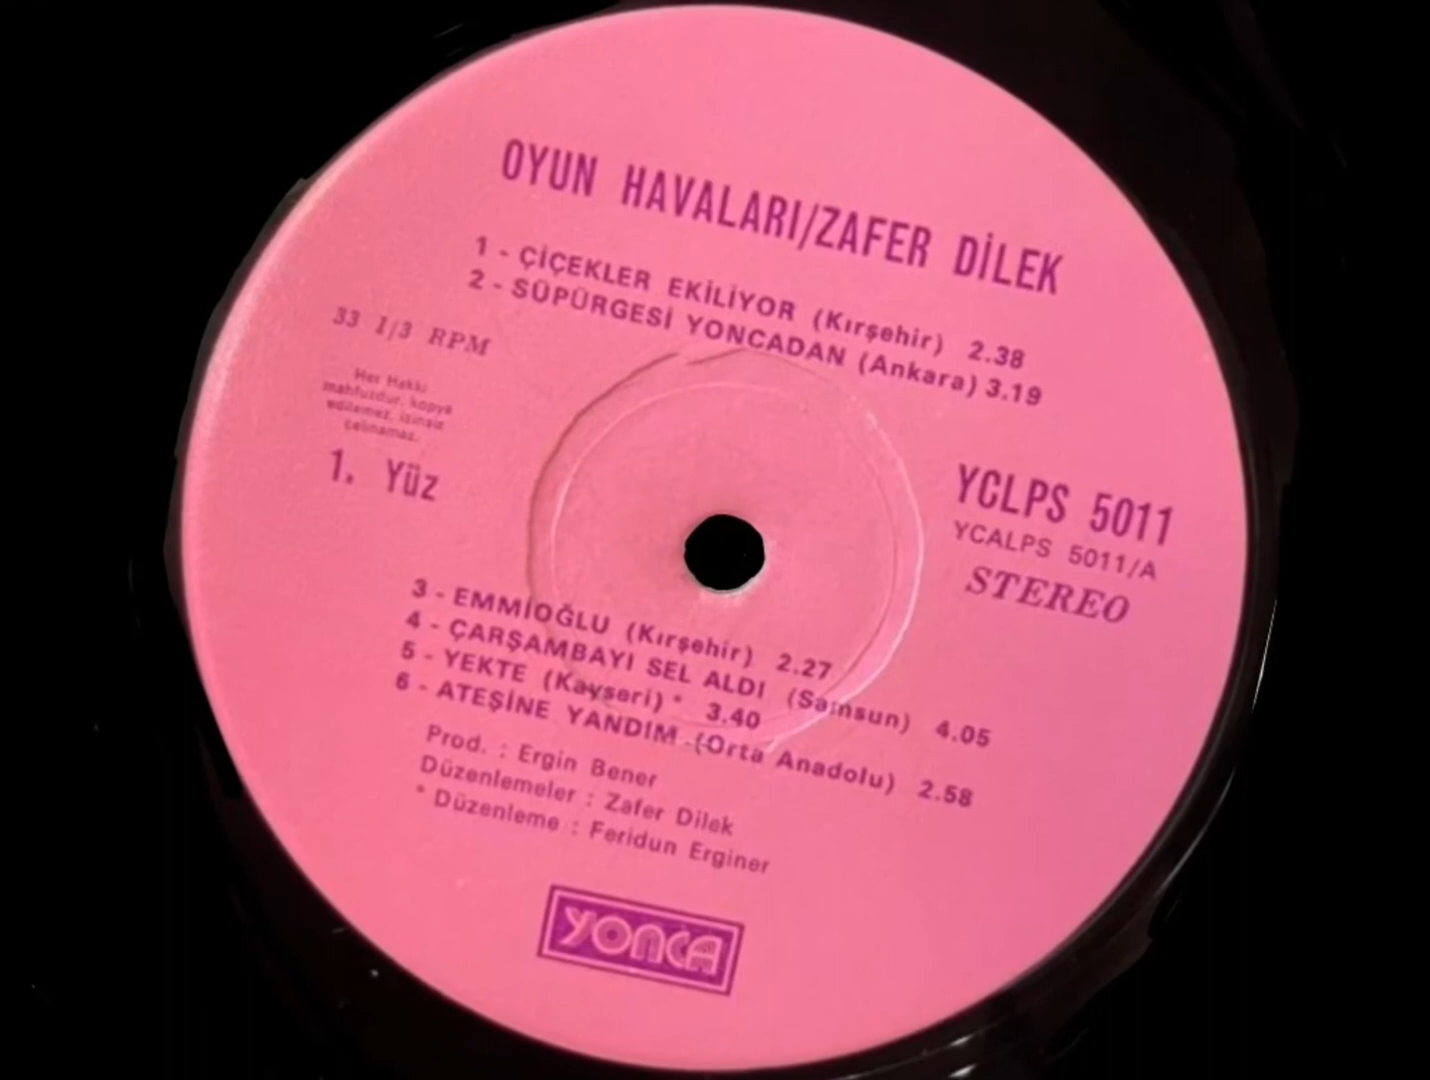 OYUN HAVALARI/ZAFER DİLEK
1 - ÇİÇEKLER EKİLİYOR (Kırşehir) 2.38
2 - SÜPÜRGESİ YONCADAN (Ankara) 3.19
33 1/3 RPM
Her Hakkı
mahfuzdur, kopya
edilemez, izinsiz
çalınamaz.
1. Yüz
YCLPS 5011
YCALPS 5011/A
STEREO
3 - EMMİOĞLU (Kırşehir) 2.27
4 - ÇARŞAMBAYI SEL ALDI (Samsun) 4.05
5 - YEKTE (Kayseri) * 3.40
6 - ATEŞİNE YANDIM (Orta Anadolu) 2.58
Prod. : Ergin Bener
Düzenlemeler : Zafer Dilek
* Düzenleme : Feridun Erginer
YONCA